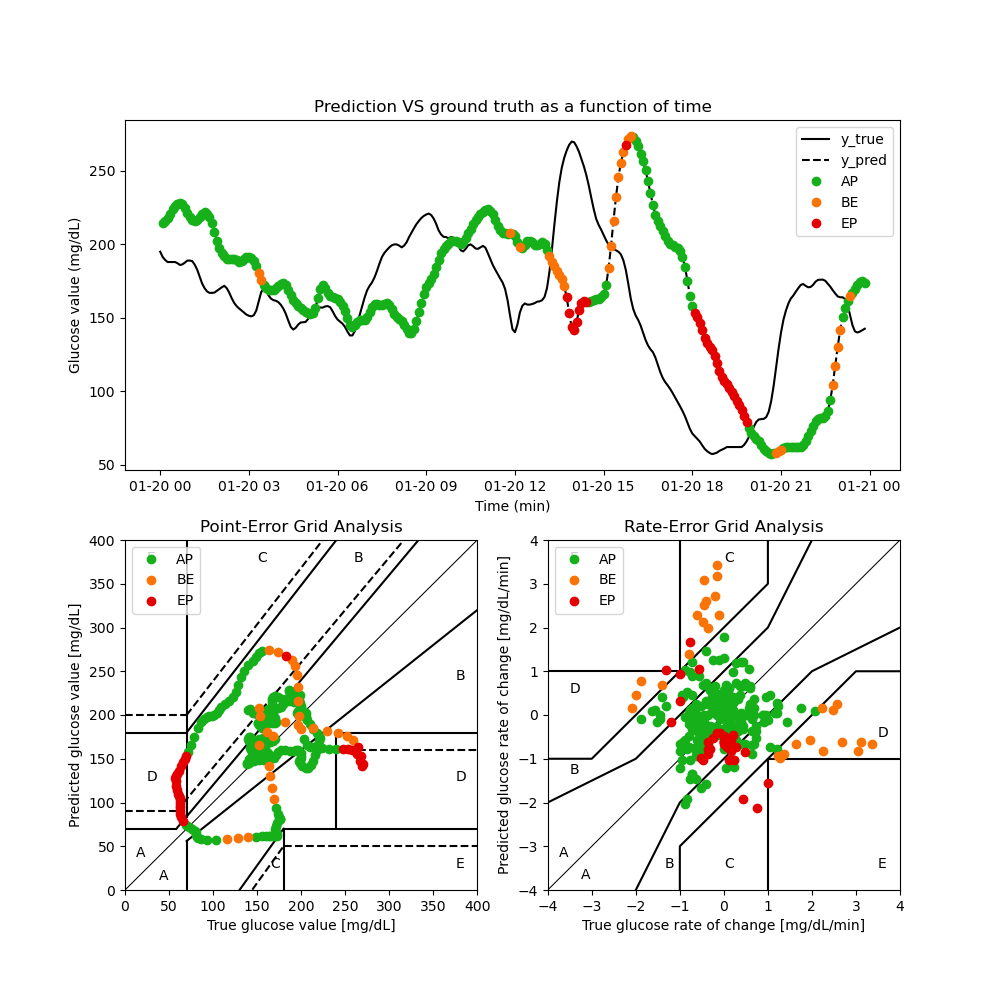 Prediction VS ground truth as a function of time
Glucose value (mg/dL)
250
200
150
100
50
y_true
y_pred
AP
BE
EP
01-20 00 01-20 03 01-20 06 01-20 09 01-20 12 01-20 15 01-20 18 01-20 21 01-21 00
Time (min)
Point-Error Grid Analysis
Predicted glucose value [mg/dL]
400
350
300
250
200
150
100
50
0
AP
BE
EP
C B
B
D D
A
A C E
0 50 100 150 200 250 300 350 400
True glucose value [mg/dL]
Rate-Error Grid Analysis
Predicted glucose rate of change [mg/dL/min]
4
3
2
1
0
−1
−2
−3
−4
AP
BE
EP
C
D
D
B
A
A B C E
−4 −3 −2 −1 0 1 2 3 4
True glucose rate of change [mg/dL/min]